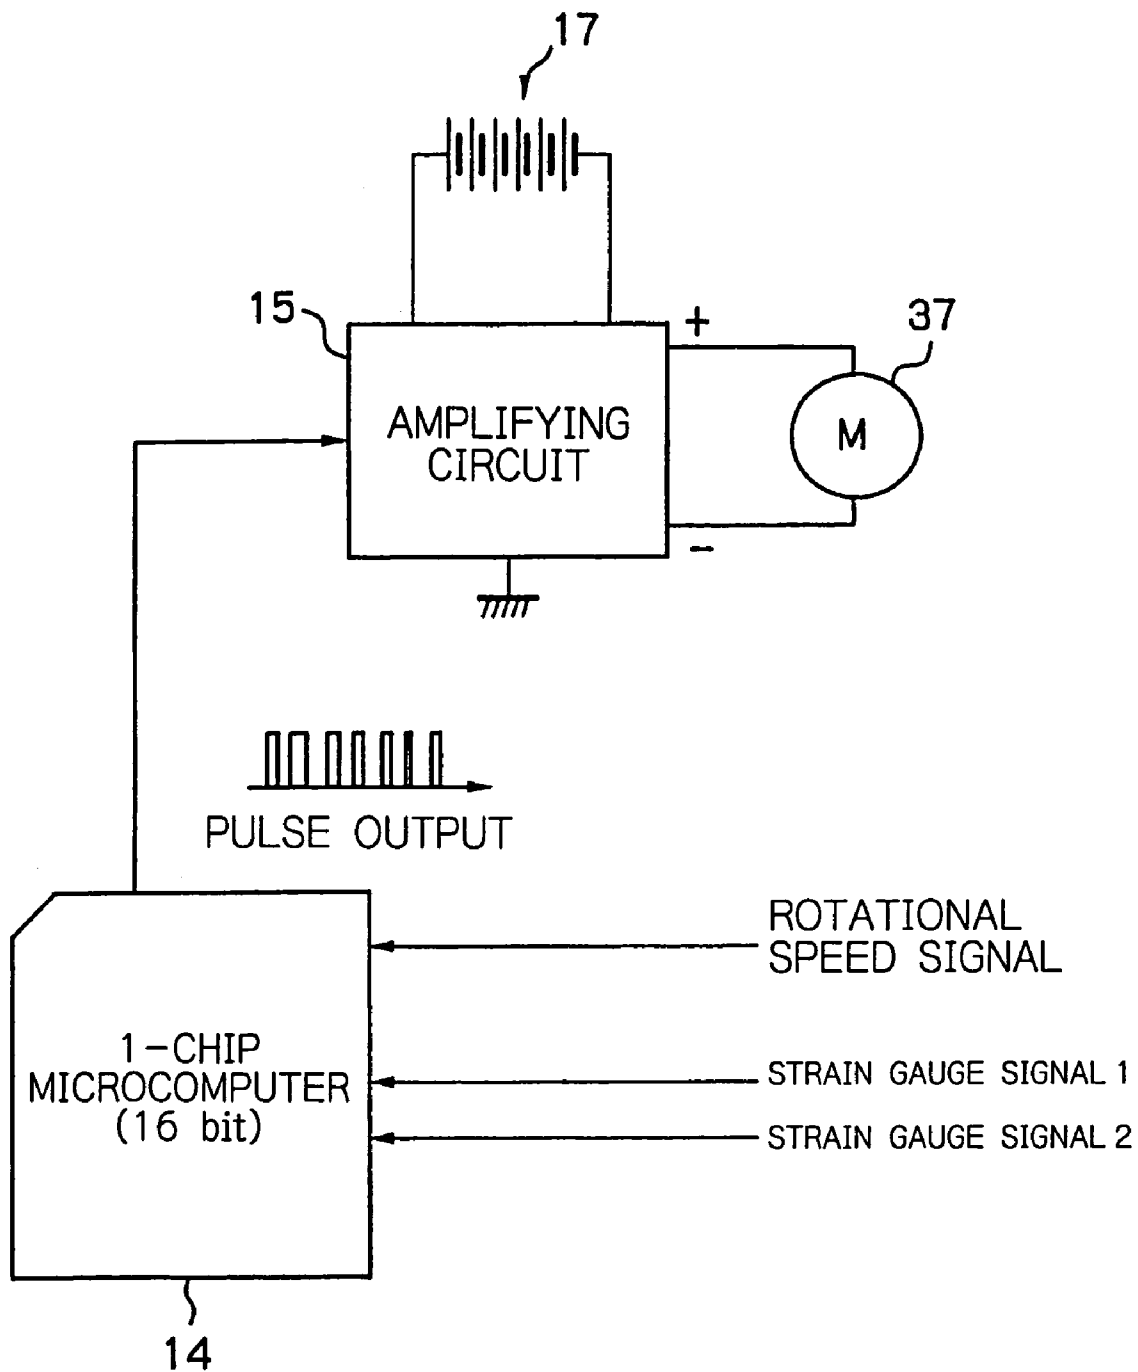 17
15
+
37
AMPLIFYING
CIRCUIT
M
−
PULSE OUTPUT
ROTATIONAL
SPEED SIGNAL
1-CHIP
MICROCOMPUTER
(16 bit)
STRAIN GAUGE SIGNAL 1
STRAIN GAUGE SIGNAL 2
14